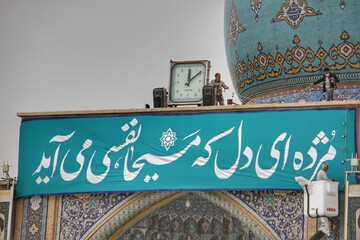 مژده ای دل که مسیحا نفسی می آید